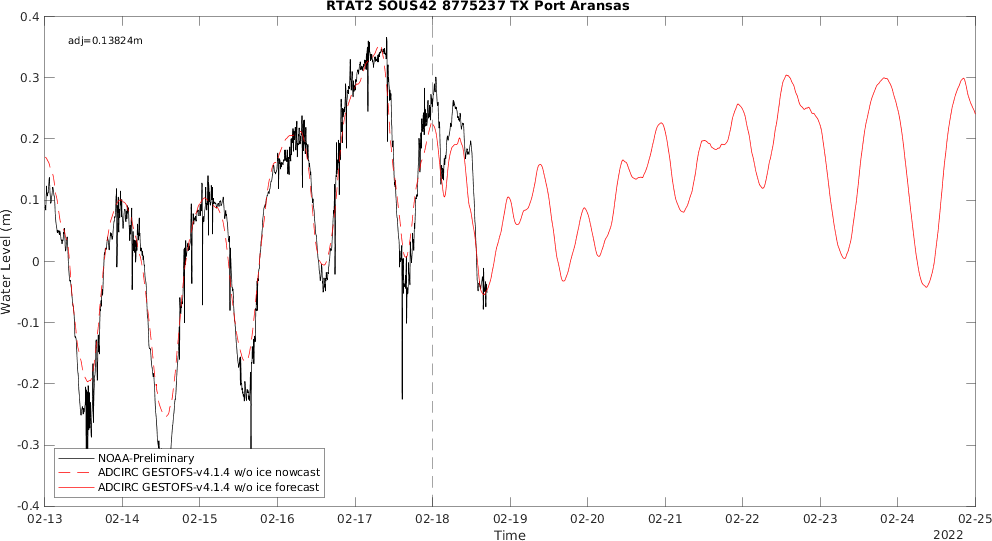 RTAT2 SOUS42 8775237 TX Port Aransas
adj=0.13824m
0.4
0.3
0.2
0.1
0
-0.1
-0.2
-0.3
-0.4
Water Level (m)
NOAA-Preliminary
ADCIRC GESTOFS-v4.1.4 w/o ice nowcast
ADCIRC GESTOFS-v4.1.4 w/o ice forecast
02-13 02-14 02-15 02-16 02-17 02-18 02-19 02-20 02-21 02-22 02-23 02-24 02-25
Time
2022